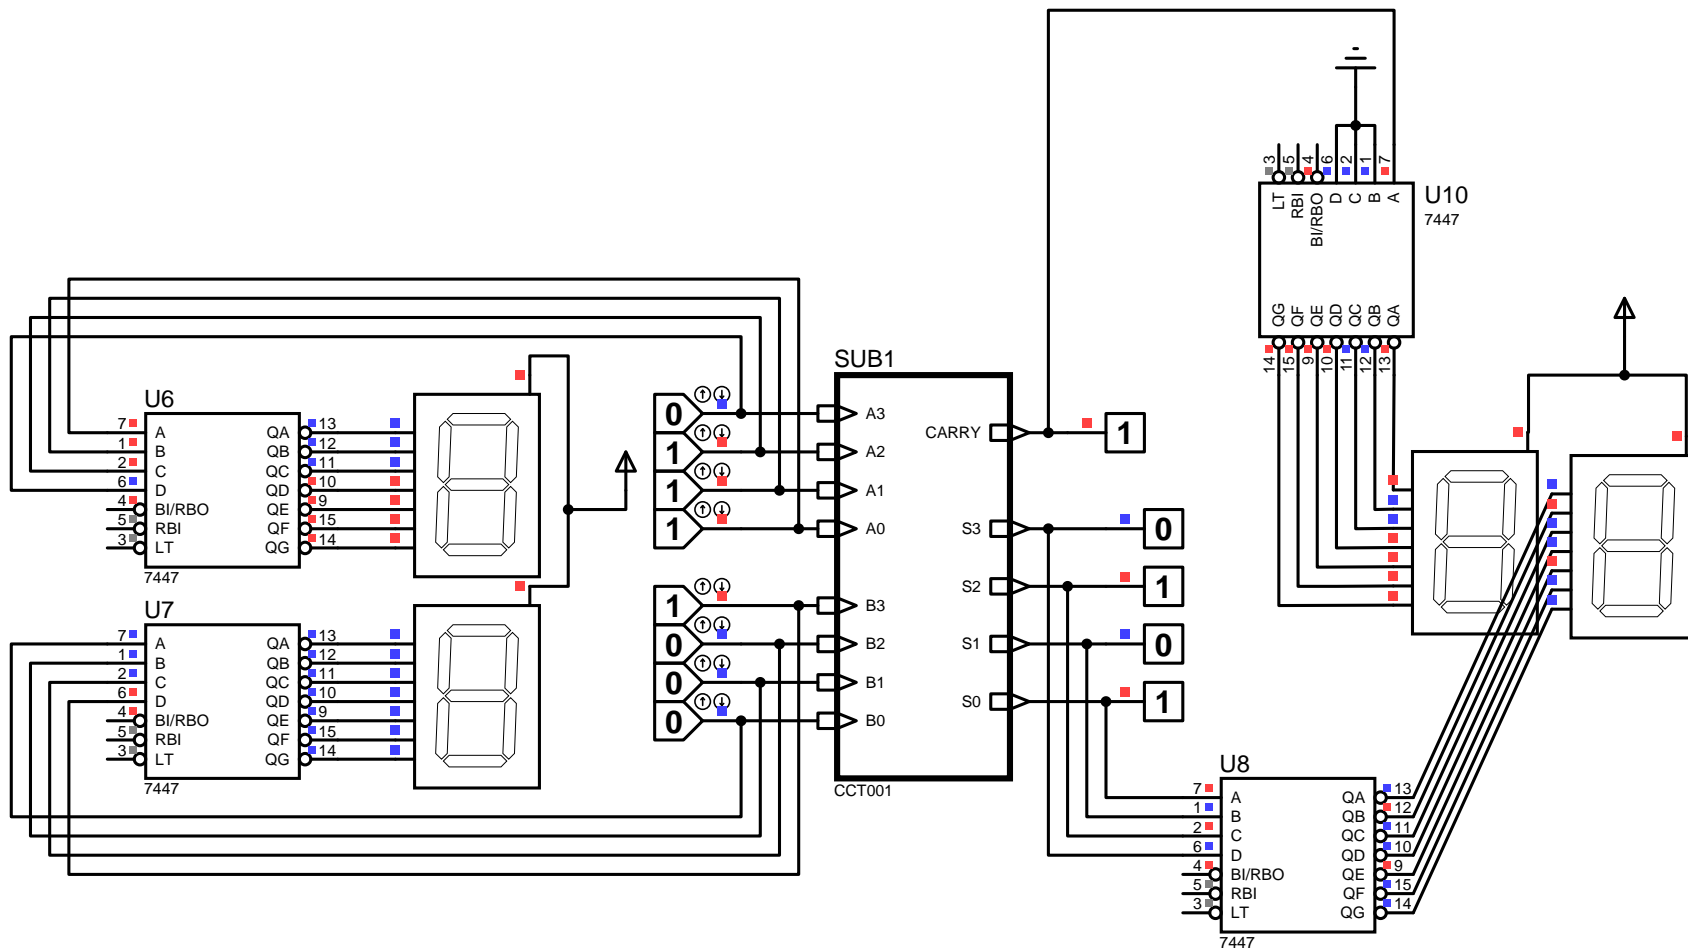 U6
7 A QA 13
1 B QB 12
2 C QC 11
6 D QD 10
4 BI/RBO QE 9
5 RBI QF 15
3 LT QG 14
7447
U7
7 A QA 13
1 B QB 12
2 C QC 11
6 D QD 10
4 BI/RBO QE 9
5 RBI QF 15
3 LT QG 14
7447
0
1
1
1
1
0
0
0
SUB1
A3
A2 CARRY
A1
A0 S3
S2
B3
B2 S1
B1
B0 S0
CCT001
1
0
1
0
1
3 5 4 6 2 1 7
LT RBI BI/RBO D C B A
U10
7447
QG QF QE QD QC QB QA
14 15 9 10 11 12 13
U8
7 A QA 13
1 B QB 12
2 C QC 11
6 D QD 10
4 BI/RBO QE 9
5 RBI QF 15
3 LT QG 14
7447